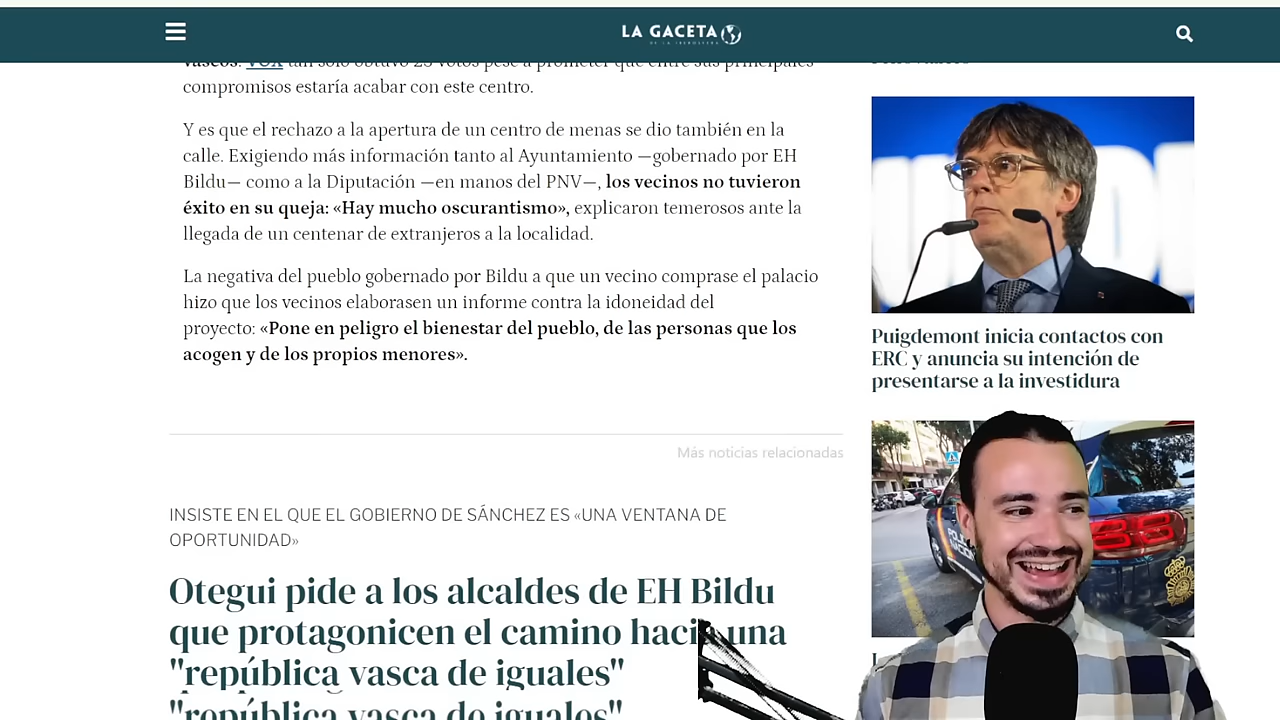 LA GACETA
DE LA IBEROSFERA
vascos. VOX tan solo obtuvo 25 votos pese a prometer que entre sus principales
compromisos estaría acabar con este centro.
Y es que el rechazo a la apertura de un centro de menas se dio también en la
calle. Exigiendo más información tanto al Ayuntamiento —gobernado por EH
Bildu— como a la Diputación —en manos del PNV—, los vecinos no tuvieron
éxito en su queja: «Hay mucho oscurantismo», explicaron temerosos ante la
llegada de un centenar de extranjeros a la localidad.
La negativa del pueblo gobernado por Bildu a que un vecino comprase el palacio
hizo que los vecinos elaborasen un informe contra la idoneidad del
proyecto: «Pone en peligro el bienestar del pueblo, de las personas que los
acogen y de los propios menores».
Más noticias relacionadas
INSISTE EN EL QUE EL GOBIERNO DE SÁNCHEZ ES «UNA VENTANA DE
OPORTUNIDAD»
Otegui pide a los alcaldes de EH Bildu
que protagonicen el camino hacia una
"república vasca de iguales"
"república vasca de iguales"
Puigdemont inicia contactos con
ERC y anuncia su intención de
presentarse a la investidura